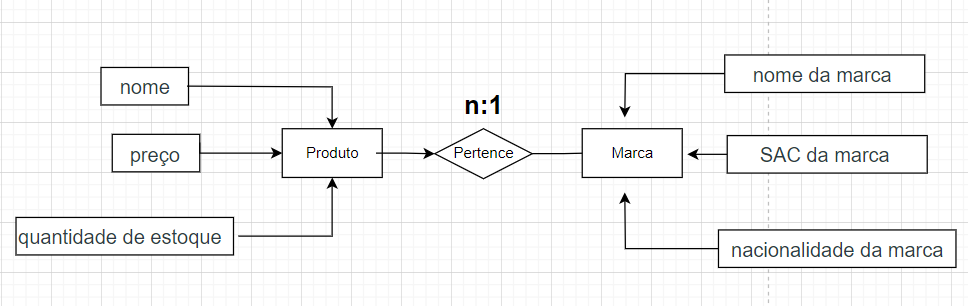 nome
preço
quantidade de estoque
Produto
n:1
Pertence
Marca
nome da marca
SAC da marca
nacionalidade da marca